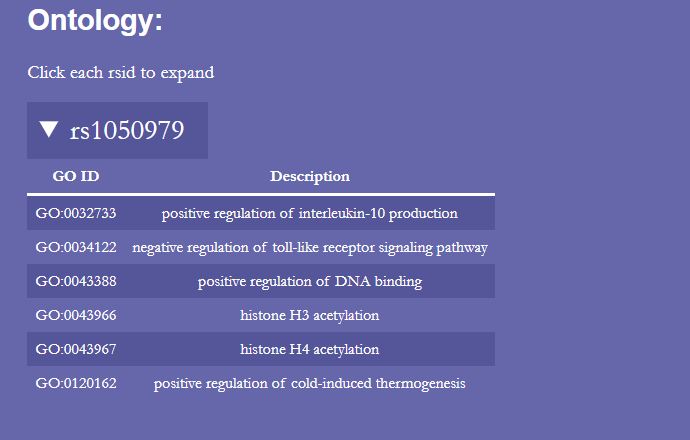 Ontology:
Click each rsid to expand
▼ rs1050979
GO ID Description
GO:0032733 positive regulation of interleukin-10 production
GO:0034122 negative regulation of toll-like receptor signaling pathway
GO:0043388 positive regulation of DNA binding
GO:0043966 histone H3 acetylation
GO:0043967 histone H4 acetylation
GO:0120162 positive regulation of cold-induced thermogenesis